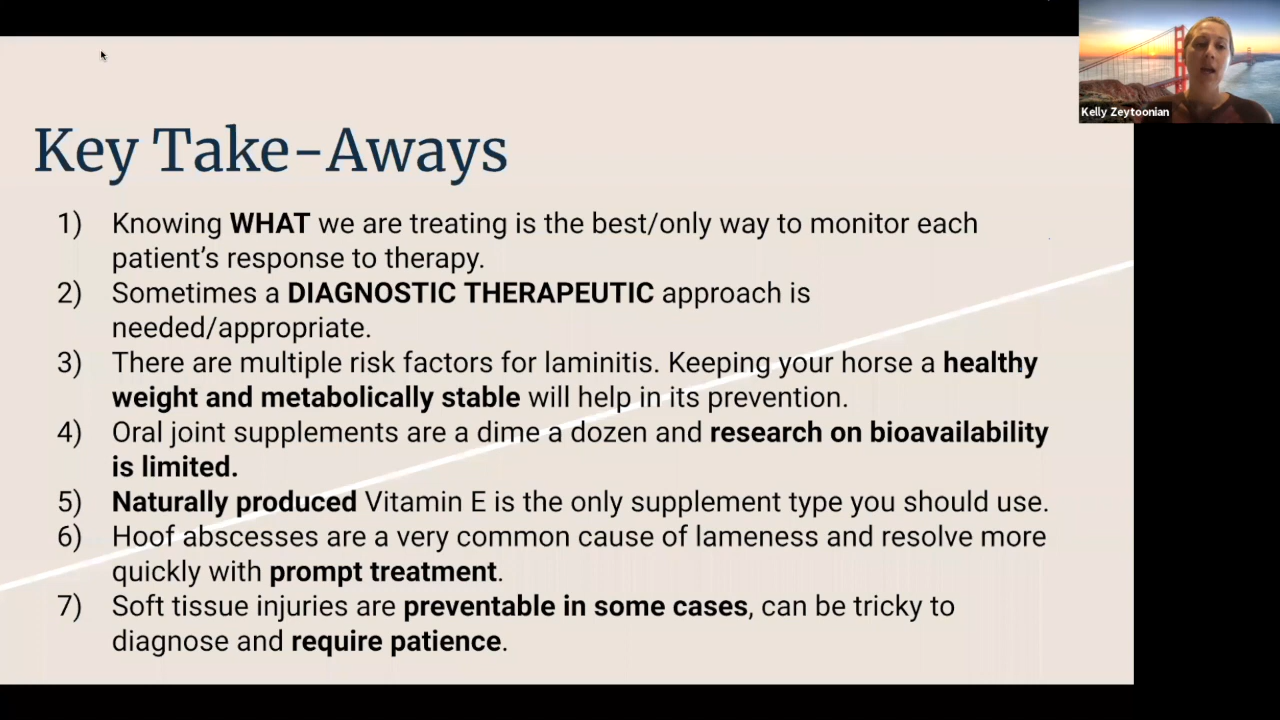 Kelly Zeytoonian
Key Take-Aways
1) Knowing WHAT we are treating is the best/only way to monitor each
patient’s response to therapy.
2) Sometimes a DIAGNOSTIC THERAPEUTIC approach is
needed/appropriate.
3) There are multiple risk factors for laminitis. Keeping your horse a healthy
weight and metabolically stable will help in its prevention.
4) Oral joint supplements are a dime a dozen and research on bioavailability
is limited.
5) Naturally produced Vitamin E is the only supplement type you should use.
6) Hoof abscesses are a very common cause of lameness and resolve more
quickly with prompt treatment.
7) Soft tissue injuries are preventable in some cases, can be tricky to
diagnose and require patience.